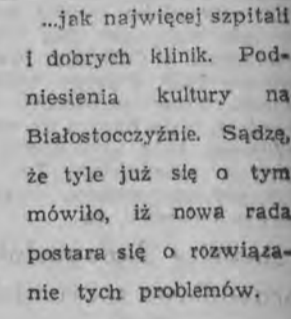 ...jak najwięcej szpitali
i dobrych klinik. Pod-
niesienia kultury na
Białostocczyźnie. Sądzę,
że tyle już się o tym
mówiło, iż nowa rada
postara się o rozwiąza-
nie tych problemów.